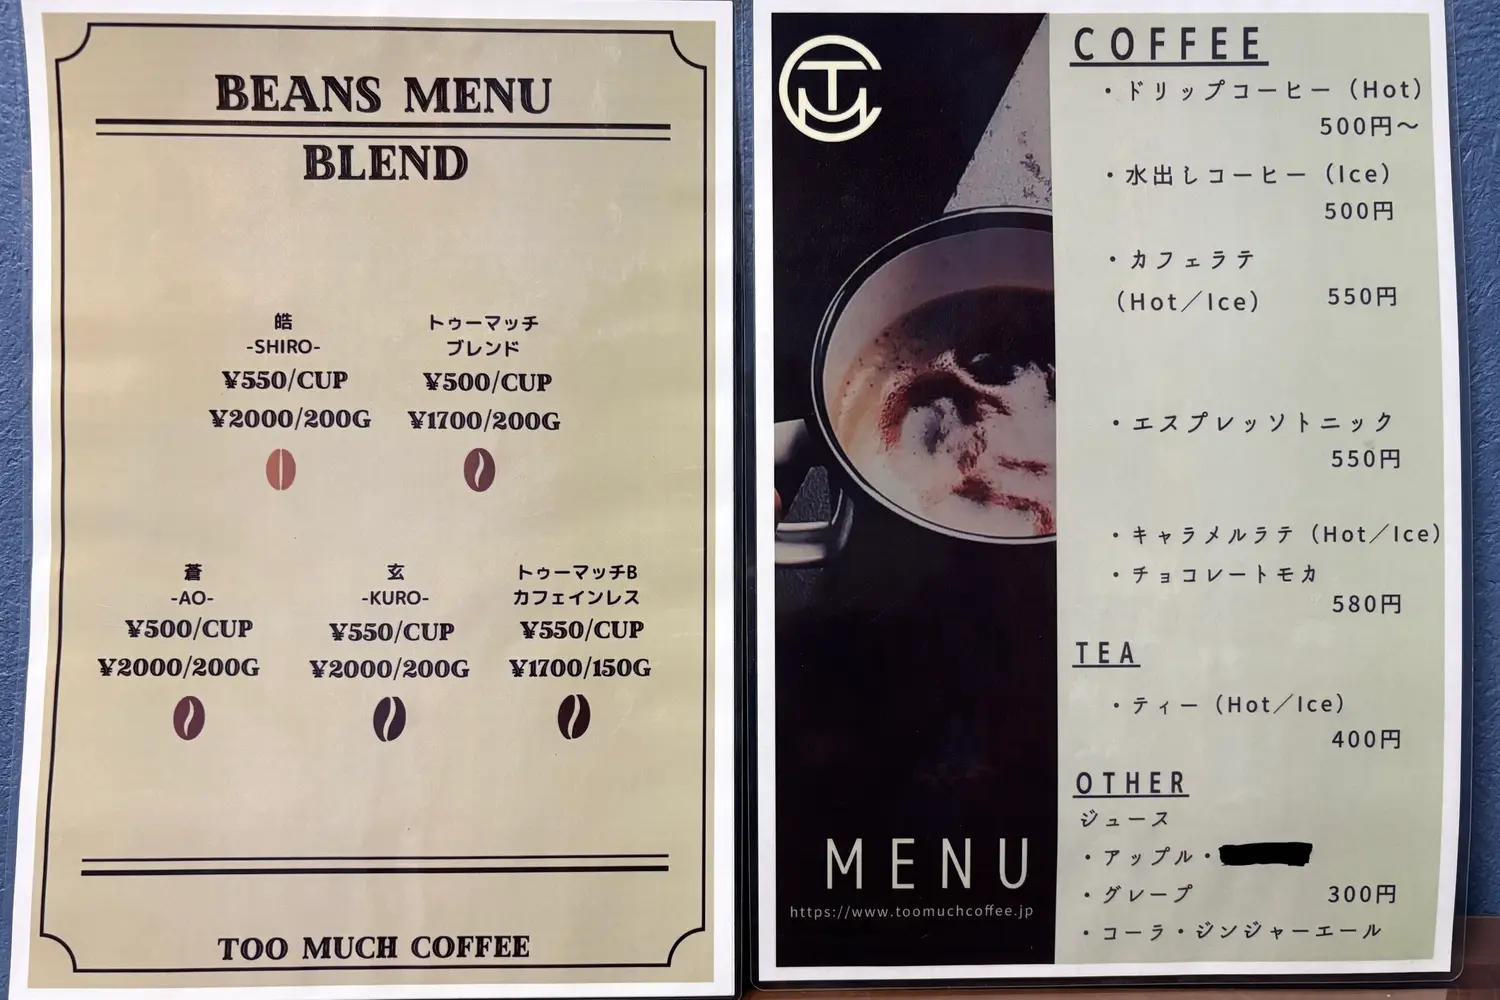 BEANS MENU
BLEND
皓
-SHIRO-
¥550/CUP
¥2000/200G
トゥーマッチ
ブレンド
¥500/CUP
¥1700/200G
蒼
-AO-
¥500/CUP
¥2000/200G
玄
-KURO-
¥550/CUP
¥2000/200G
トゥーマッチB
カフェインレス
¥550/CUP
¥1700/150G
TOO MUCH COFFEE
TMC
MENU
https://www.toomuchcoffee.jp
COFFEE
・ドリップコーヒー（Hot）
500円〜
・水出しコーヒー（Ice）
500円
・カフェラテ
（Hot／Ice） 550円
・エスプレッソトニック
550円
・キャラメルラテ（Hot／Ice）
・チョコレートモカ
580円
TEA
・ティー（Hot／Ice）
400円
OTHER
ジュース
・アップル・
・グレープ 300円
・コーラ・ジンジャーエール